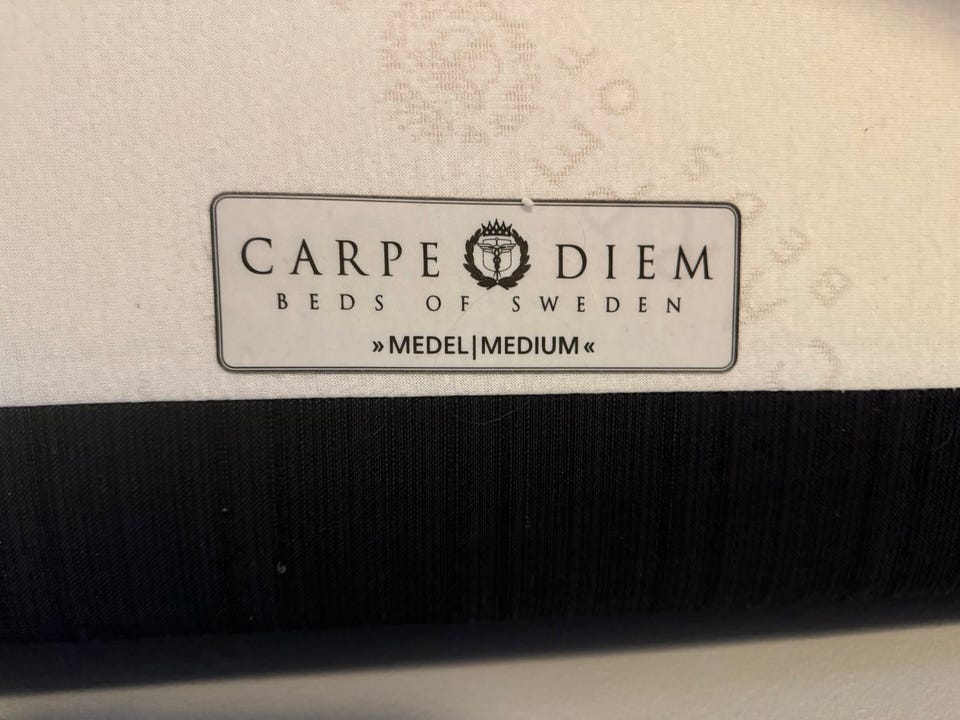 CARPE DIEM
BEDS OF SWEDEN
»MEDEL|MEDIUM«